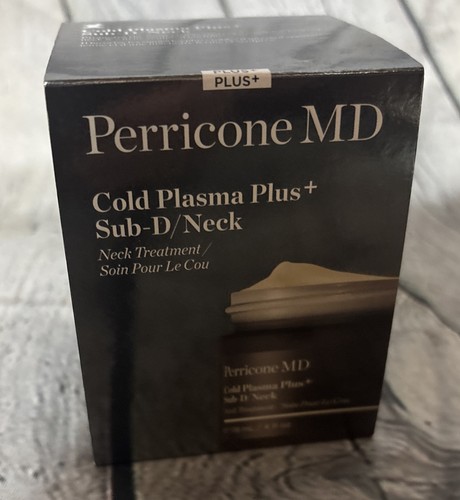 PLUS+
Perricone MD
Cold Plasma Plus+
Sub-D/Neck
Neck Treatment /
Soin Pour Le Cou
Perricone MD
Cold Plasma Plus+
Sub-D/Neck